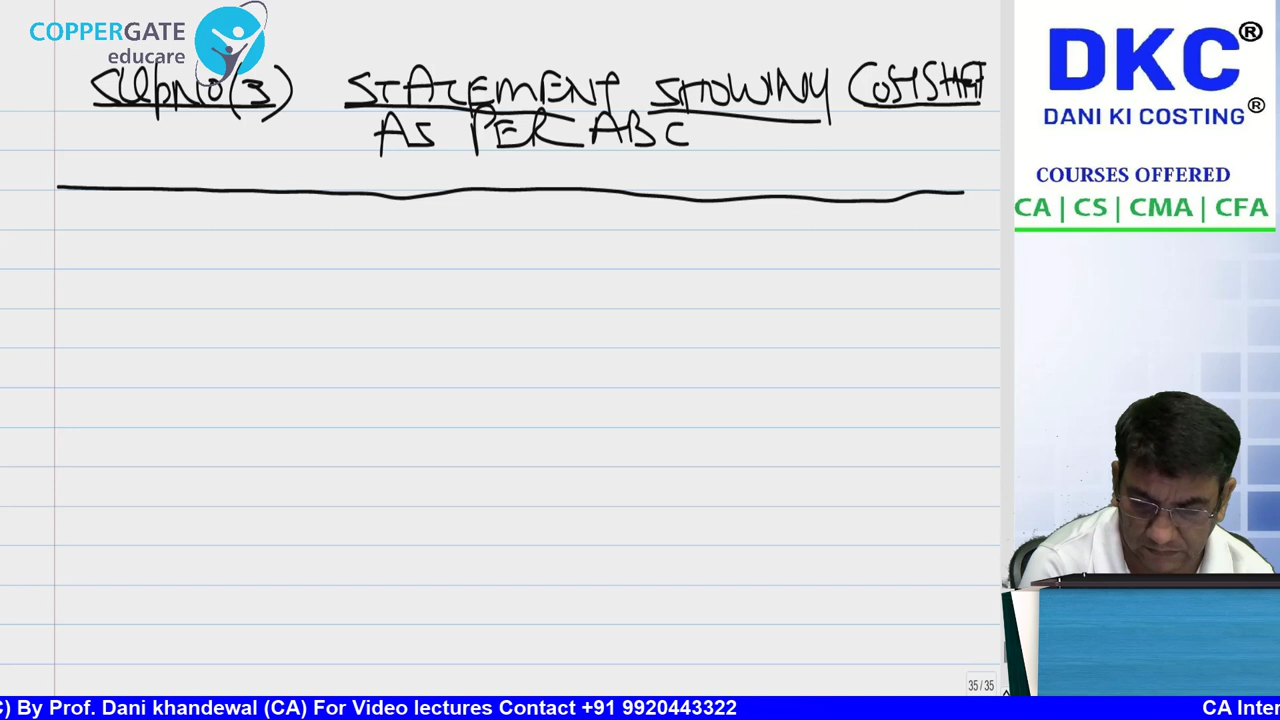 COPPERGATE
educare
STEP NO (3) STATEMENT SHOWING COST SHEET
AS PER ABC
DKC®
DANI KI COSTING®
COURSES OFFERED
CA | CS | CMA | CFA
35 / 35
C) By Prof. Dani khandewal (CA) For Video lectures Contact +91 9920443322
CA Inter